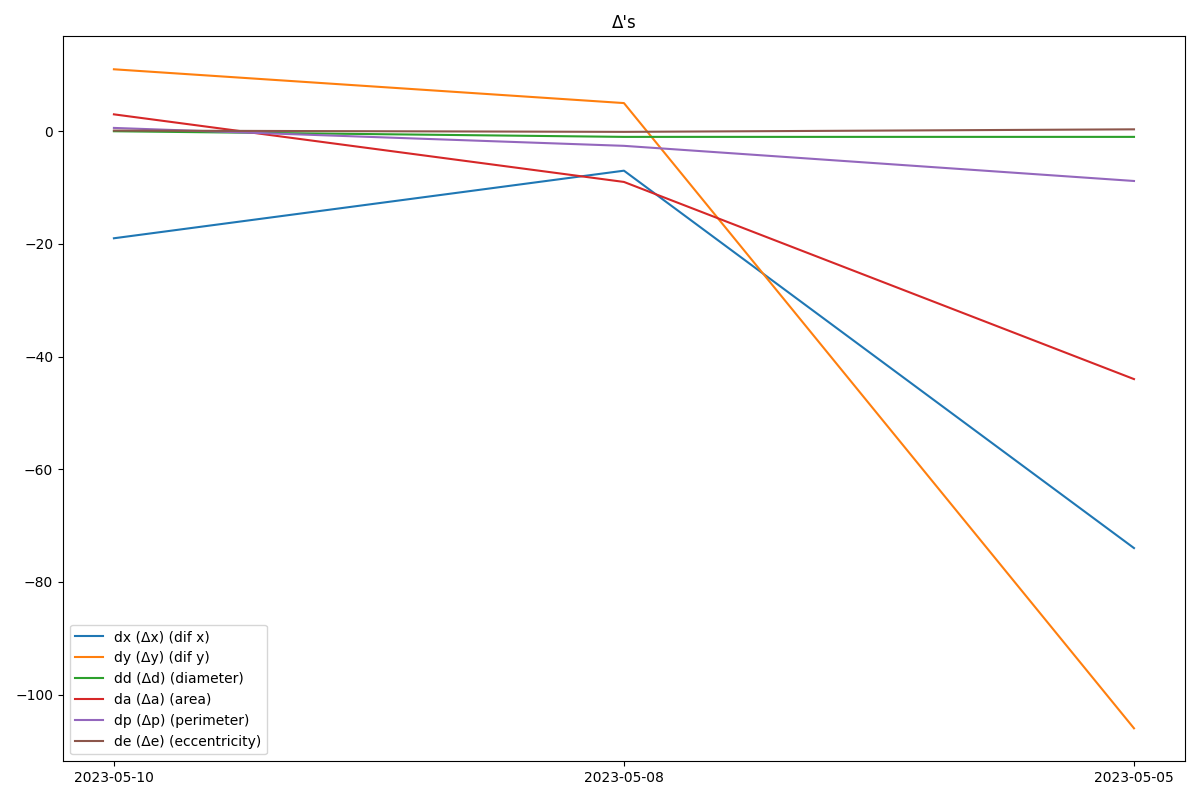 Δ's
0
−20
−40
−60
−80
−100
dx (Δx) (dif x)
dy (Δy) (dif y)
dd (Δd) (diameter)
da (Δa) (area)
dp (Δp) (perimeter)
de (Δe) (eccentricity)
2023-05-10
2023-05-08
2023-05-05